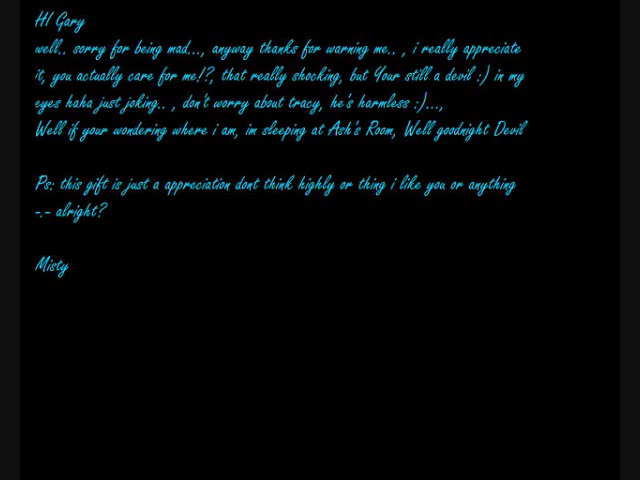 HI Gary
well.. sorry for being mad..., anyway thanks for warning me.. , i really appreciate
it, you actually care for me!?, that really shocking, but Your still a devil :) in my
eyes haha just joking.. , don't worry about tracy, he's harmless :)...,
Well if your wondering where i am, im sleeping at Ash's Room, Well goodnight Devil
Ps: this gift is just a appreciation dont think highly or thing i like you or anything
-.- alright?
Misty